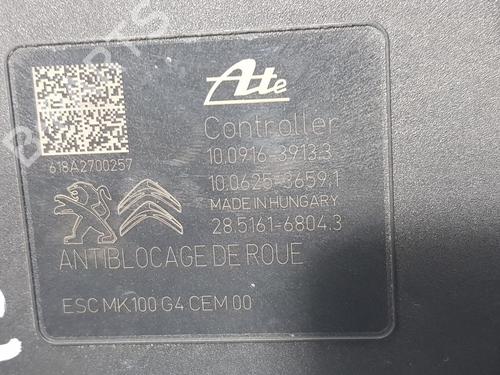 Ate
Controller
10.0916-3913.3
618A2700257
10.0625-3659.1
MADE IN HUNGARY
28.5161-6804.3
ANTIBLOCAGE DE ROUE
ESC MK100 G4 CEM 00